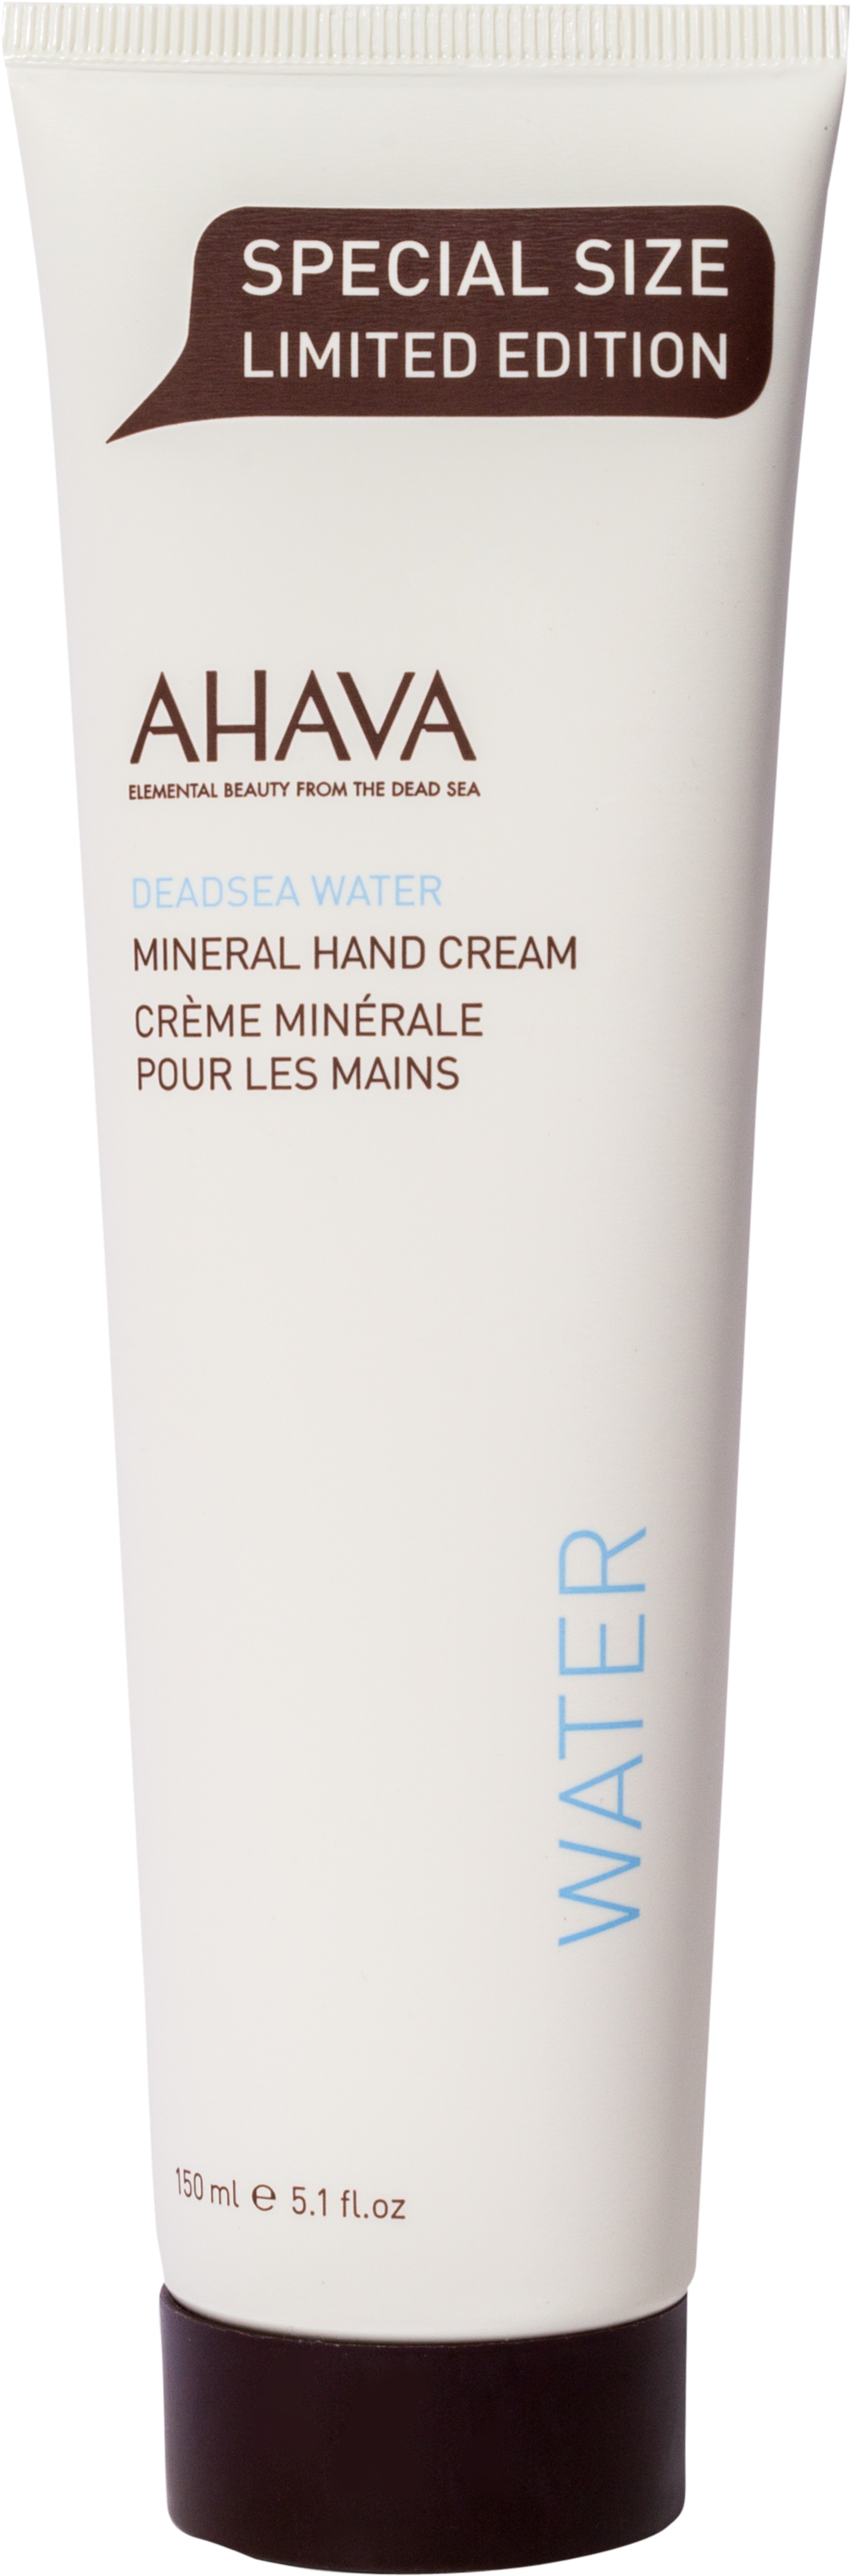 SPECIAL SIZE
LIMITED EDITION
AHAVA
ELEMENTAL BEAUTY FROM THE DEAD SEA
DEADSEA WATER
MINERAL HAND CREAM
CRÈME MINÉRALE
POUR LES MAINS
WATER
150 ml ℮ 5.1 fl.oz